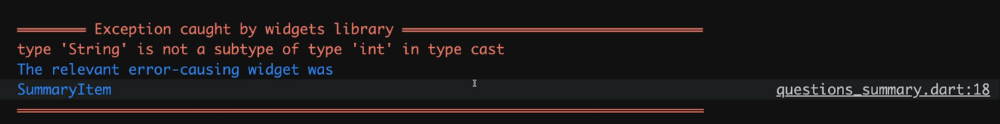 ════════ Exception caught by widgets library ═══════════════════════════════════
type 'String' is not a subtype of type 'int' in type cast
The relevant error-causing widget was
SummaryItem questions_summary.dart:18
════════════════════════════════════════════════════════════════════════════════